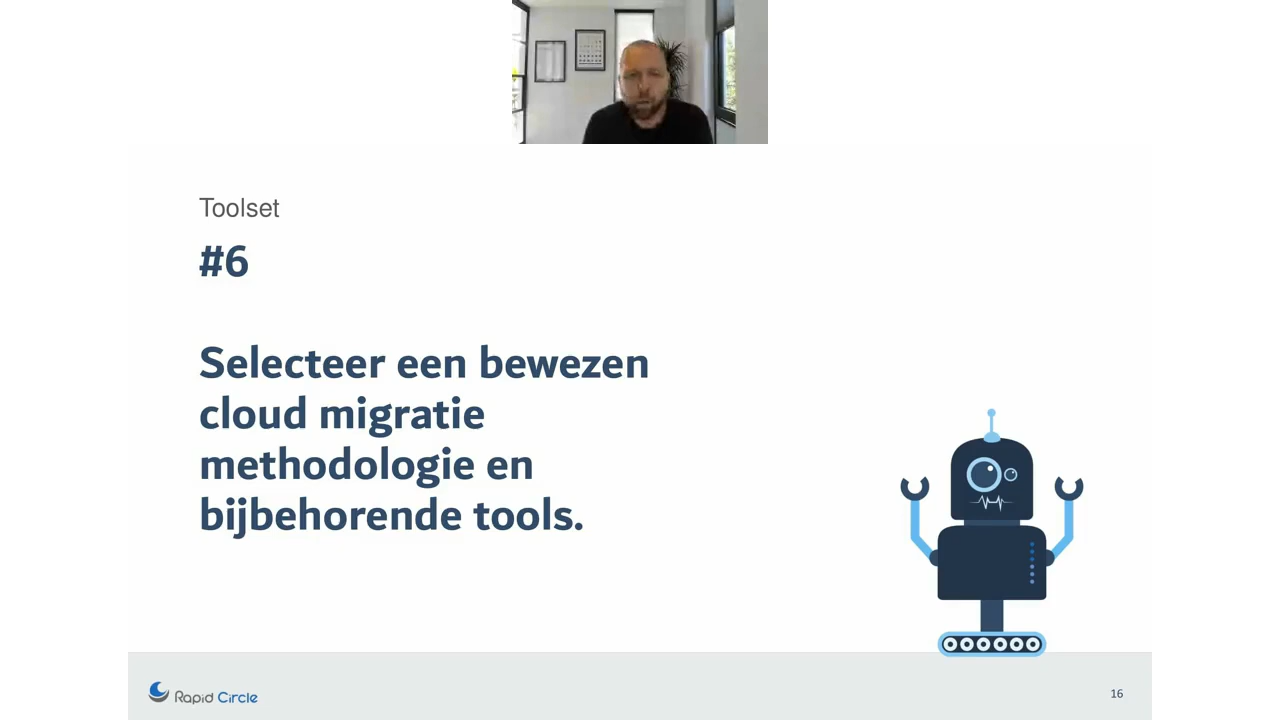 Toolset
#6
Selecteer een bewezen
cloud migratie
methodologie en
bijbehorende tools.
Rapid Circle
16